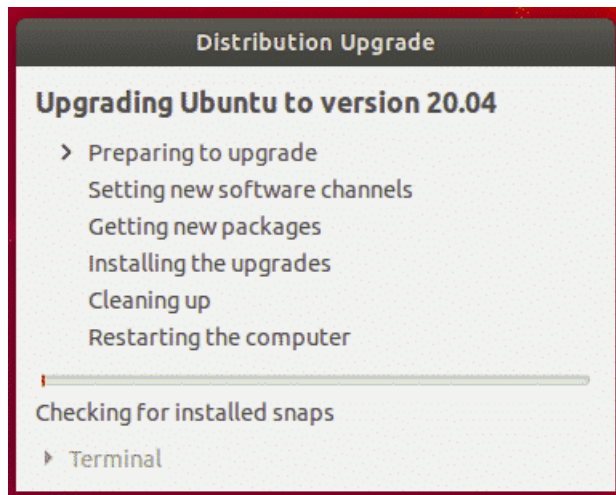 Distribution Upgrade
Upgrading Ubuntu to version 20.04
Preparing to upgrade
Setting new software channels
Getting new packages
Installing the upgrades
Cleaning up
Restarting the computer
Checking for installed snaps
Terminal